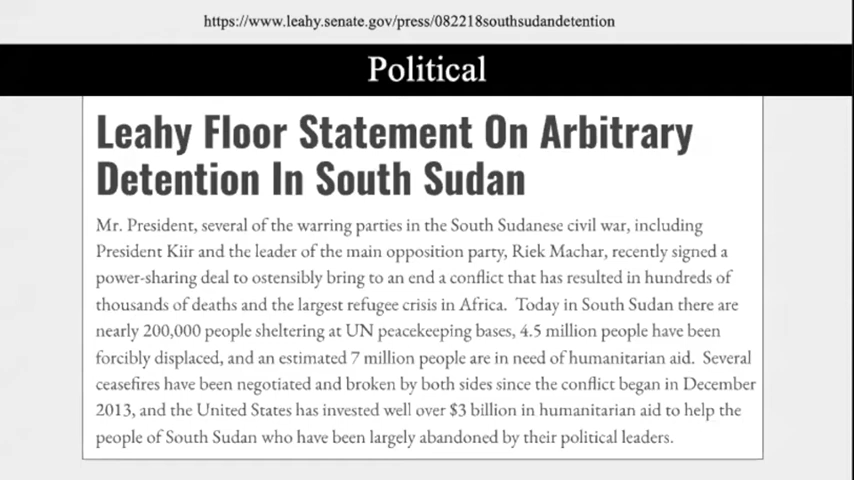 https://www.leahy.senate.gov/press/082218southsudandetention
Political
Leahy Floor Statement On Arbitrary
Detention In South Sudan
Mr. President, several of the warring parties in the South Sudanese civil war, including
President Kiir and the leader of the main opposition party, Riek Machar, recently signed a
power-sharing deal to ostensibly bring to an end a conflict that has resulted in hundreds of
thousands of deaths and the largest refugee crisis in Africa.  Today in South Sudan there are
nearly 200,000 people sheltering at UN peacekeeping bases, 4.5 million people have been
forcibly displaced, and an estimated 7 million people are in need of humanitarian aid.  Several
ceasefires have been negotiated and broken by both sides since the conflict began in December
2013, and the United States has invested well over $3 billion in humanitarian aid to help the
people of South Sudan who have been largely abandoned by their political leaders.